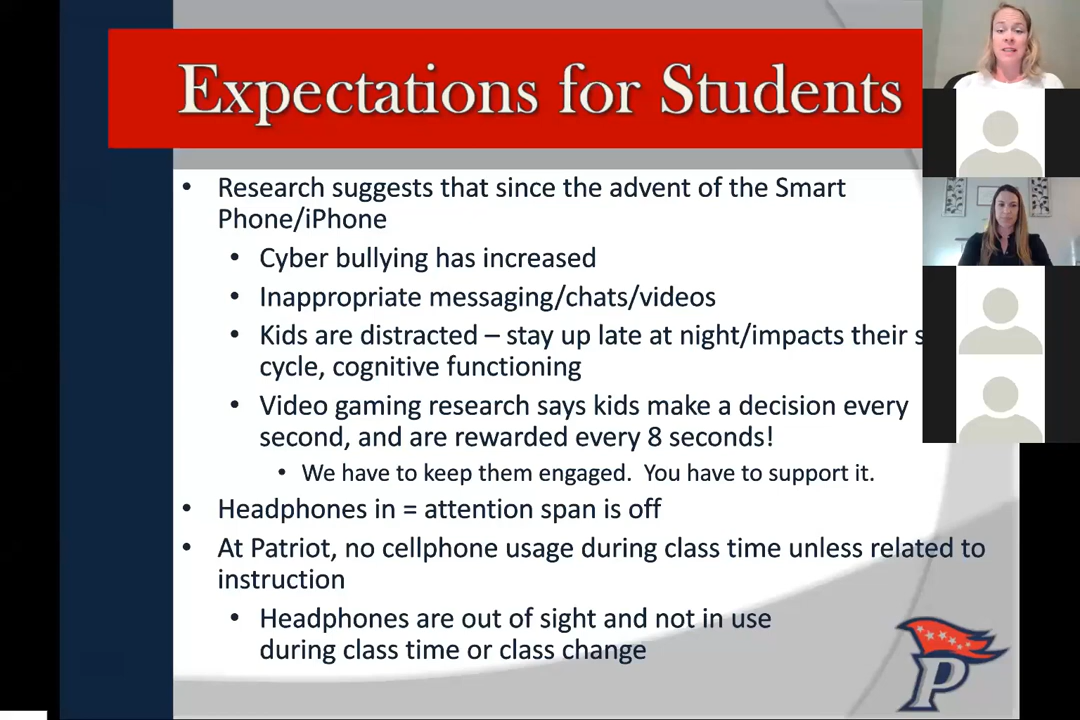 Expectations for Students
• Research suggests that since the advent of the Smart
Phone/iPhone
• Cyber bullying has increased
• Inappropriate messaging/chats/videos
• Kids are distracted – stay up late at night/impacts their
cycle, cognitive functioning
• Video gaming research says kids make a decision every
second, and are rewarded every 8 seconds!
• We have to keep them engaged.  You have to support it.
• Headphones in = attention span is off
• At Patriot, no cellphone usage during class time unless related to
instruction
• Headphones are out of sight and not in use
during class time or class change
P